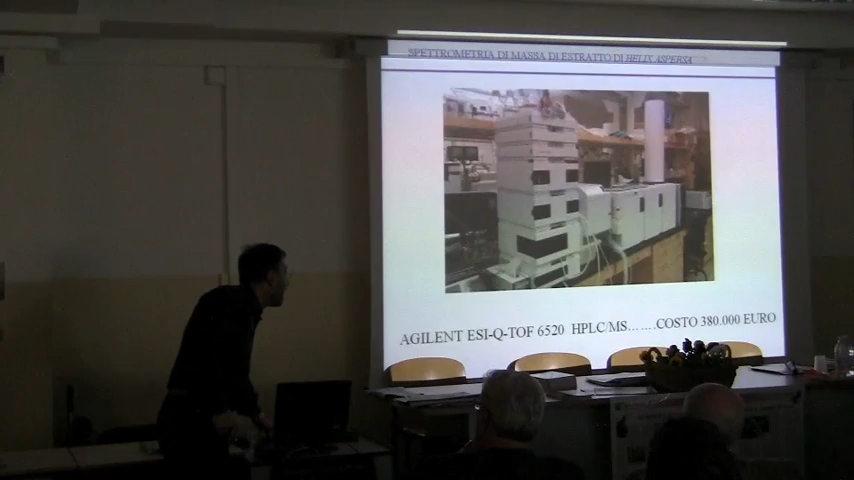 SPETTROMETRIA DI MASSA DI ESTRATTO DI HELIX ASPERSA
AGILENT ESI-Q-TOF 6520 HPLC/MS.......COSTO 380.000 EURO